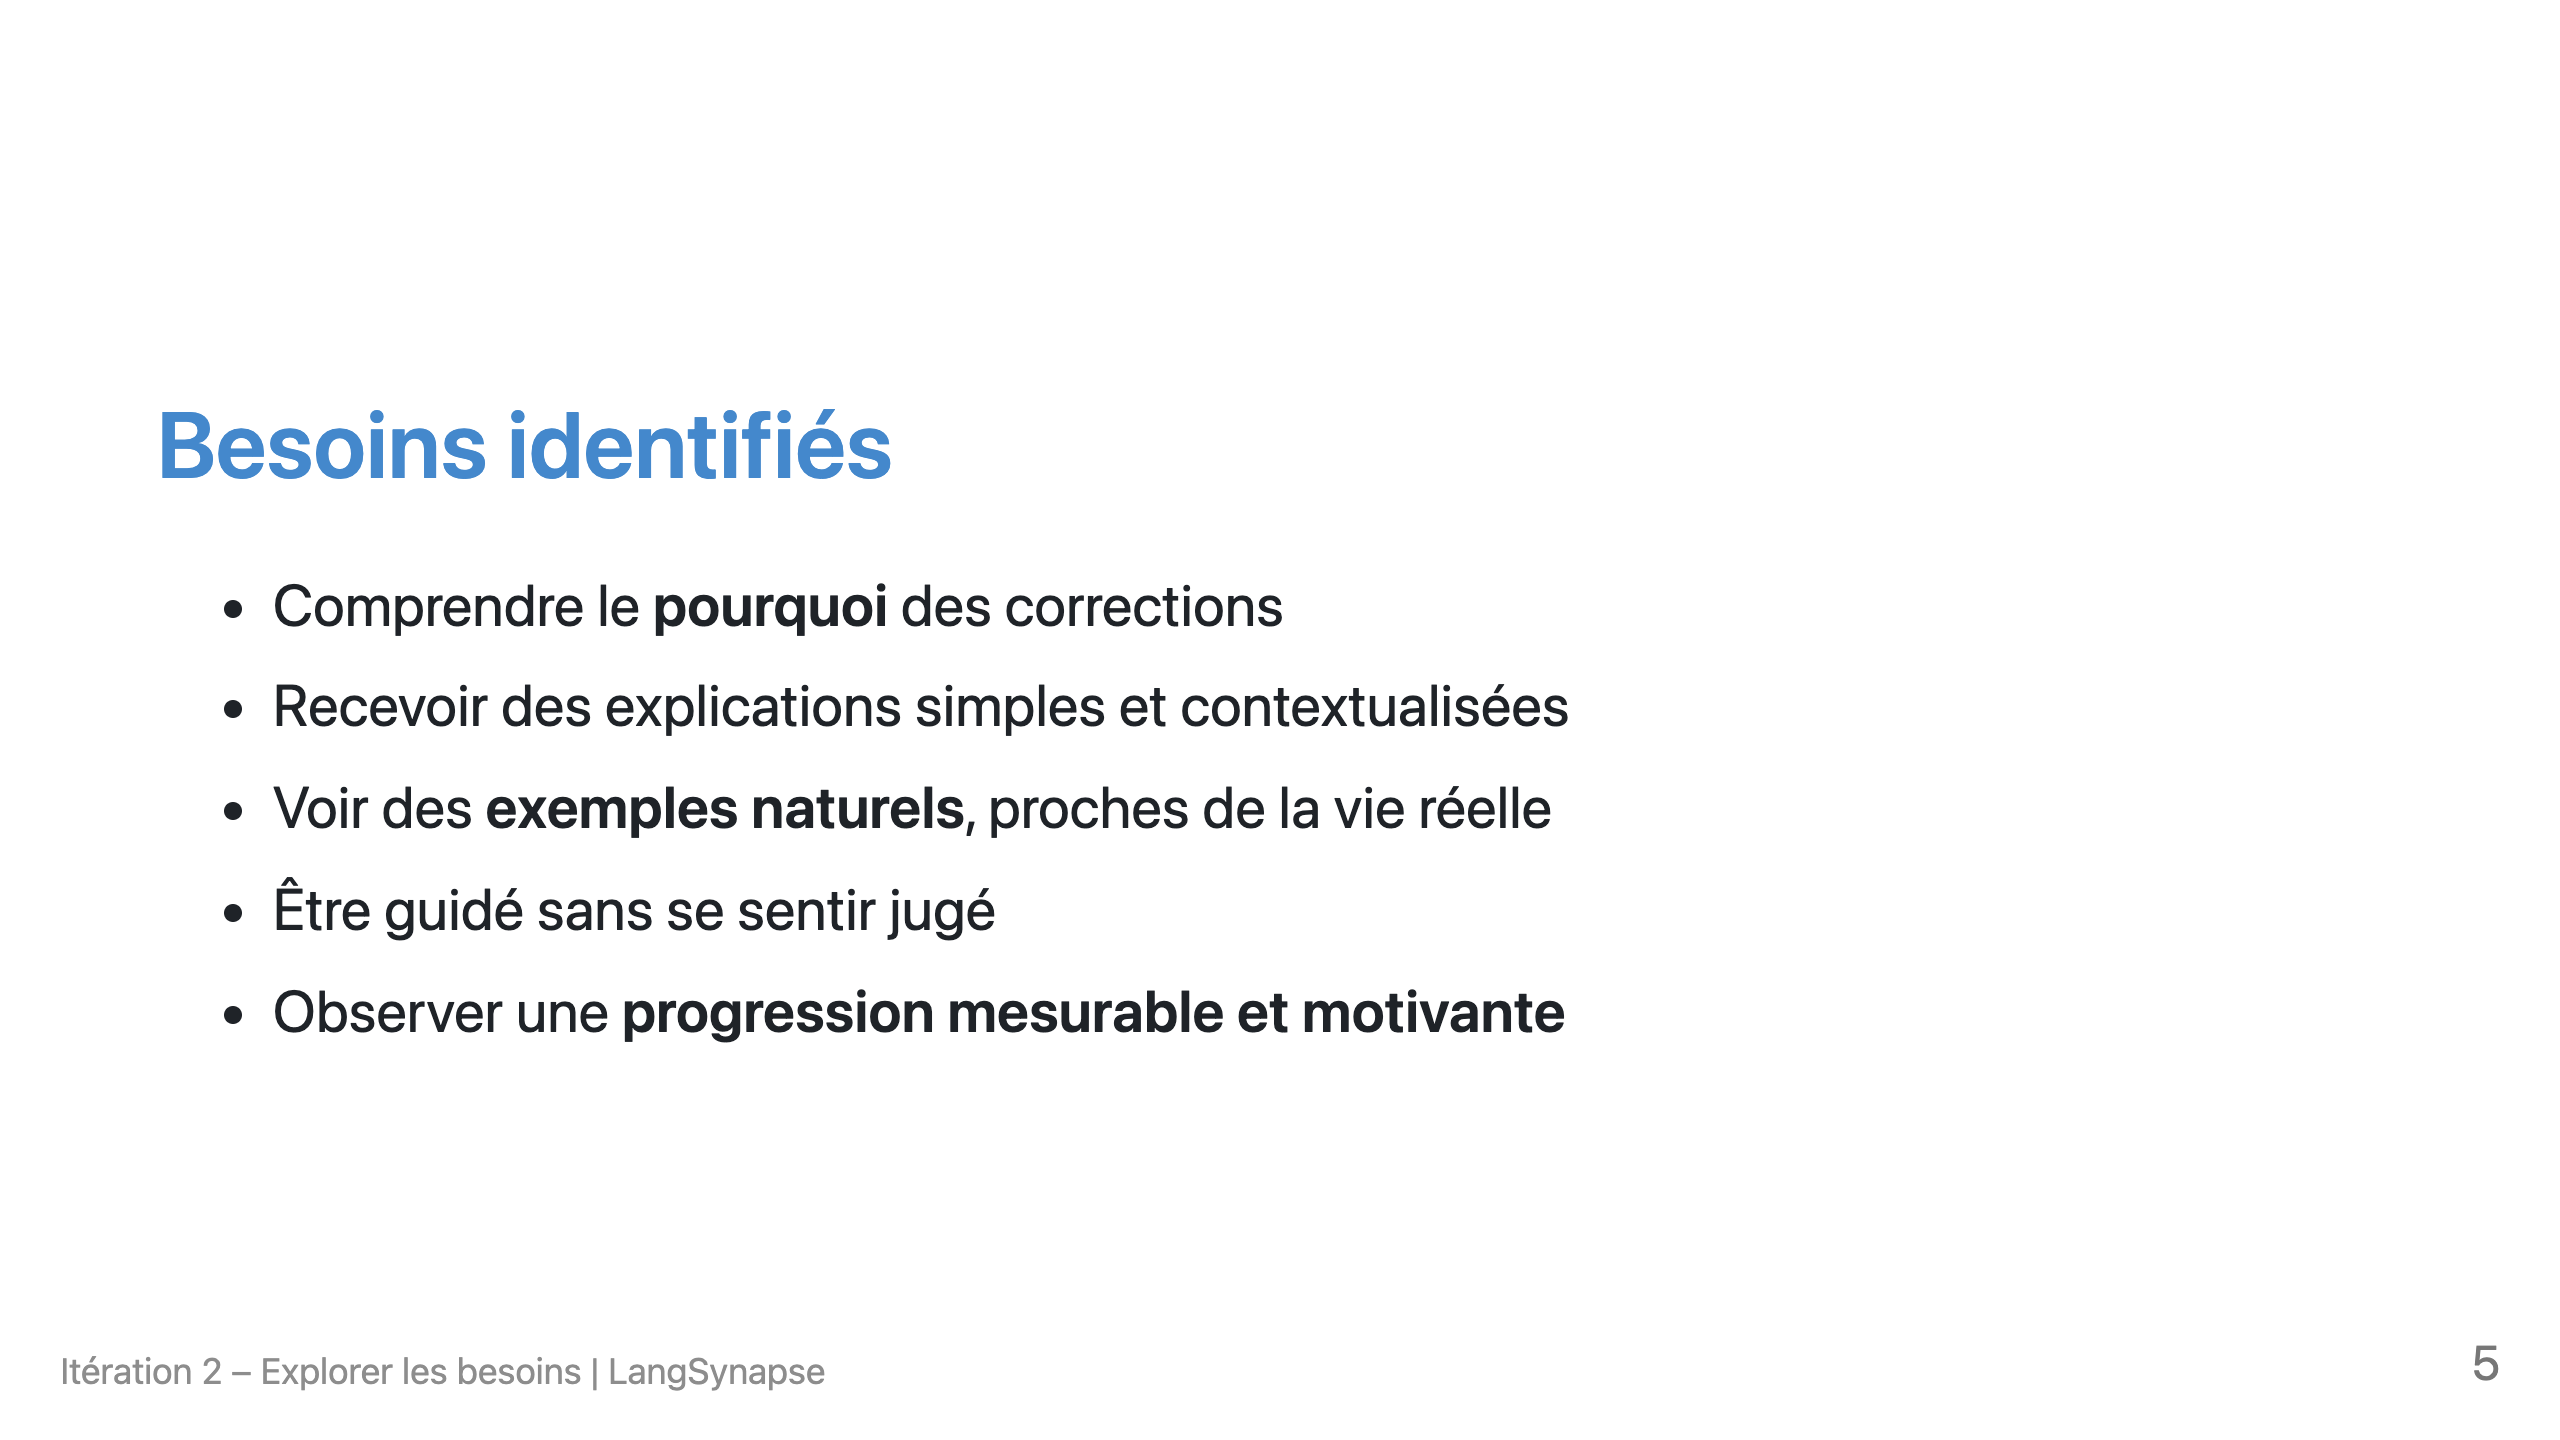 Besoins identifiés
• Comprendre le pourquoi des corrections
• Recevoir des explications simples et contextualisées
• Voir des exemples naturels, proches de la vie réelle
• Être guidé sans se sentir jugé
• Observer une progression mesurable et motivante
Itération 2 – Explorer les besoins | LangSynapse
5